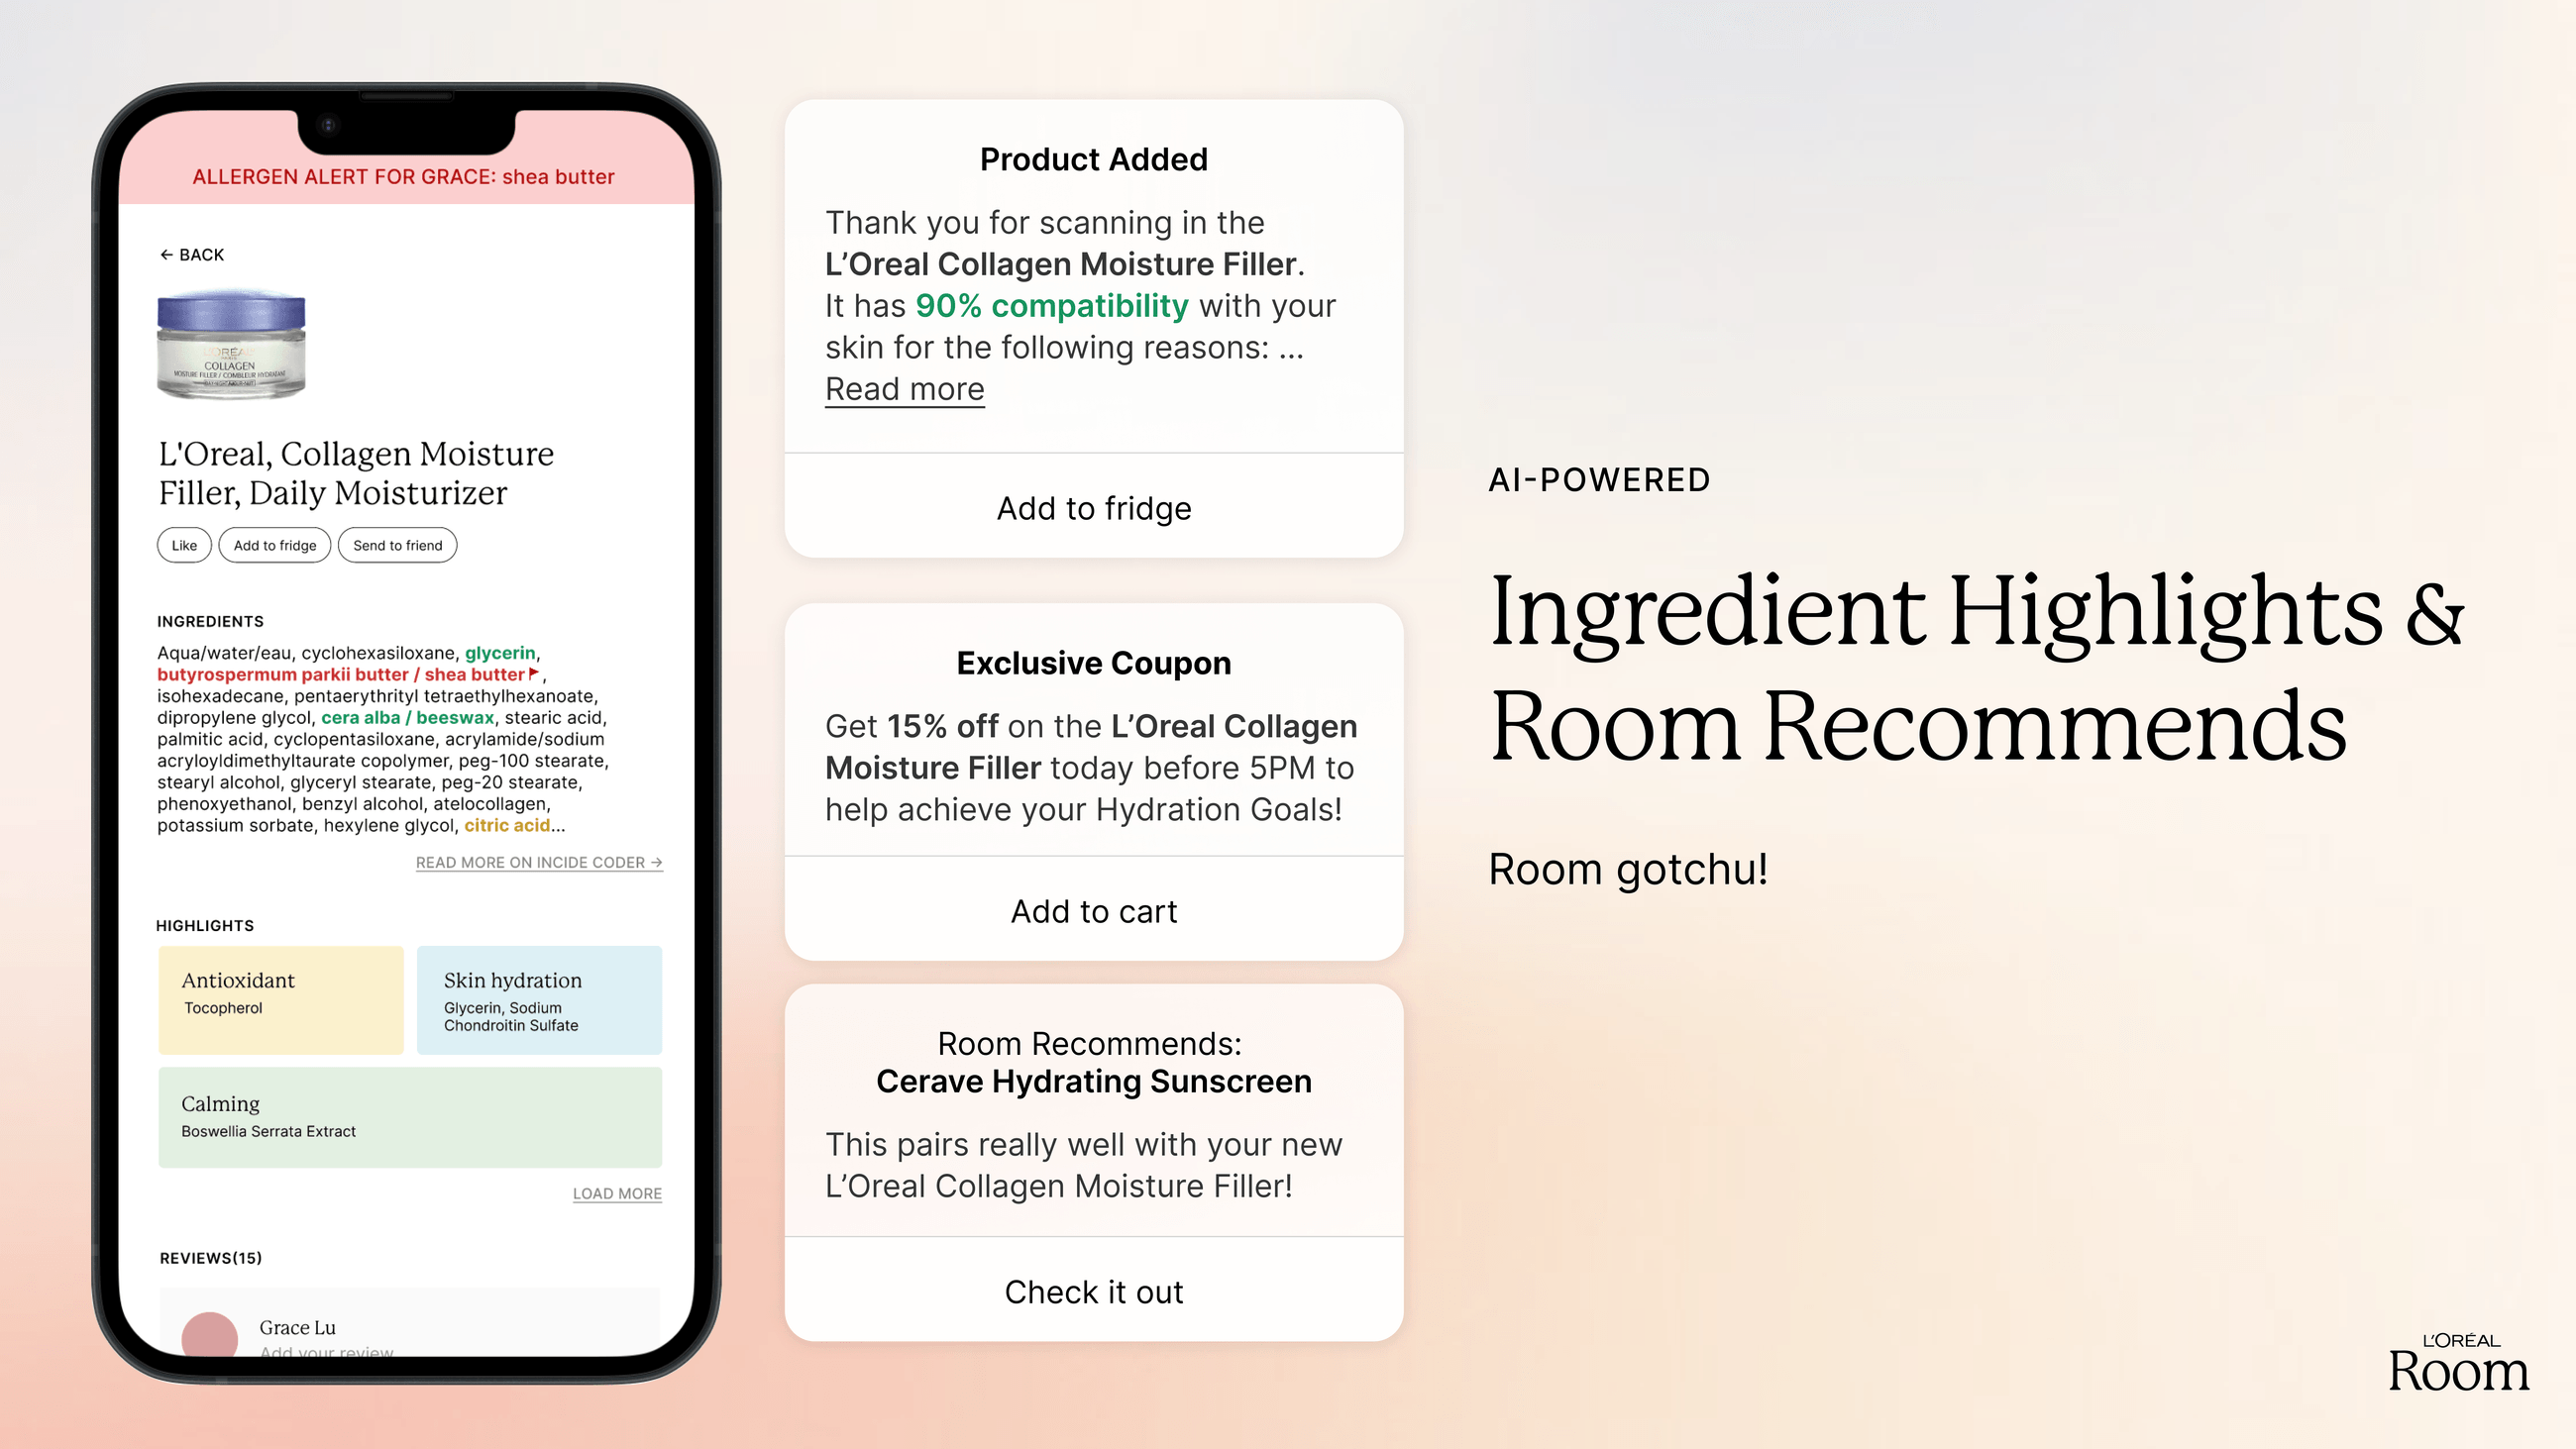 ALLERGEN ALERT FOR GRACE: shea butter
← BACK
L'ORÉAL
PARIS
COLLAGEN
MOISTURE FILLER / COMBLEUR HYDRATANT
L'Oreal, Collagen Moisture
Filler, Daily Moisturizer
Like
Add to fridge
Send to friend
INGREDIENTS
Aqua/water/eau, cyclohexasiloxane, glycerin,
butyrospermum parkii butter / shea butter ,
isohexadecane, pentaerythrityl tetraethylhexanoate,
dipropylene glycol, cera alba / beeswax, stearic acid,
palmitic acid, cyclopentasiloxane, acrylamide/sodium
acryloyldimethyltaurate copolymer, peg-100 stearate,
stearyl alcohol, glyceryl stearate, peg-20 stearate,
phenoxyethanol, benzyl alcohol, atelocollagen,
potassium sorbate, hexylene glycol, citric acid...
READ MORE ON INCIDE CODER →
HIGHLIGHTS
Antioxidant
Tocopherol
Skin hydration
Glycerin, Sodium
Chondroitin Sulfate
Calming
Boswellia Serrata Extract
LOAD MORE
REVIEWS(15)
Grace Lu
Add your review
Product Added
Thank you for scanning in the
L’Oreal Collagen Moisture Filler.
It has 90% compatibility with your
skin for the following reasons: ...
Read more
Add to fridge
Exclusive Coupon
Get 15% off on the L’Oreal Collagen
Moisture Filler today before 5PM to
help achieve your Hydration Goals!
Add to cart
Room Recommends:
Cerave Hydrating Sunscreen
This pairs really well with your new
L’Oreal Collagen Moisture Filler!
Check it out
AI-POWERED
Ingredient Highlights &
Room Recommends
Room gotchu!
L'ORÉAL
Room